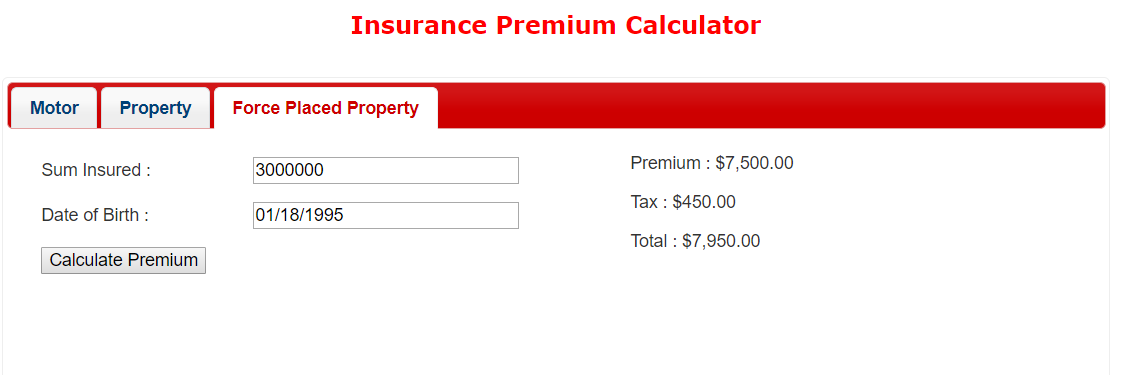 Insurance Premium Calculator
Motor Property Force Placed Property
Sum Insured : 3000000
Date of Birth : 01/18/1995
Calculate Premium
Premium : $7,500.00
Tax : $450.00
Total : $7,950.00